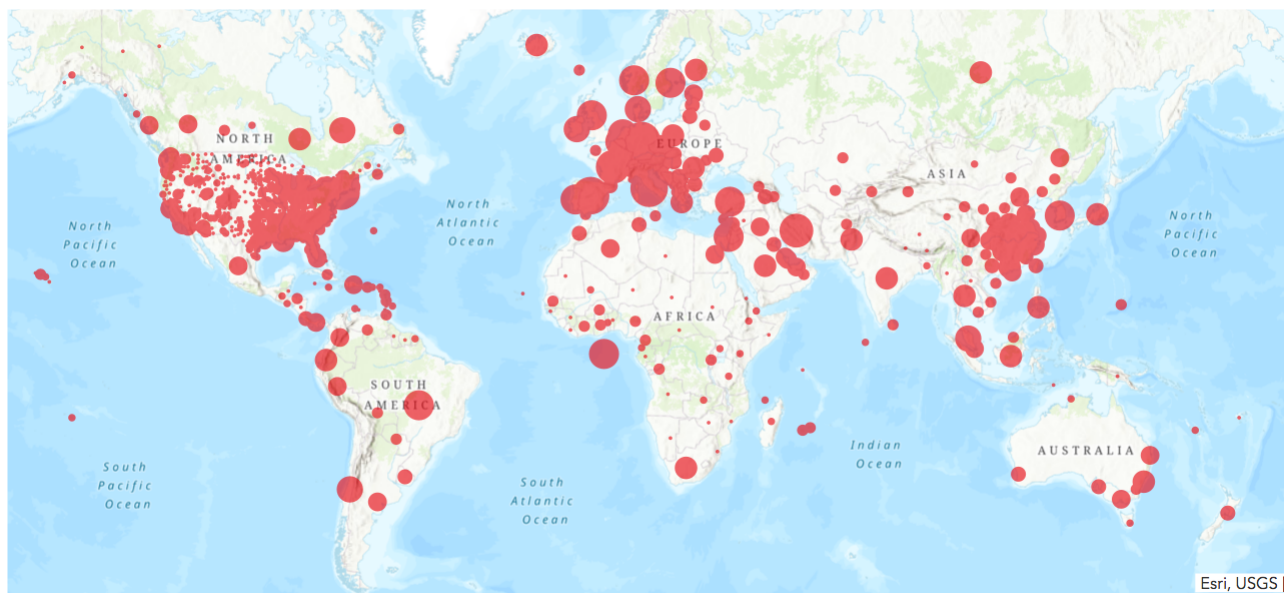 NORTH
AMERICA
EUROPE
ASIA
North
Atlantic
Ocean
North
Pacific
Ocean
North
Pacific
Ocean
AFRICA
SOUTH
AMERICA
Indian
Ocean
AUSTRALIA
South
Pacific
Ocean
South
Atlantic
Ocean
Esri, USGS |